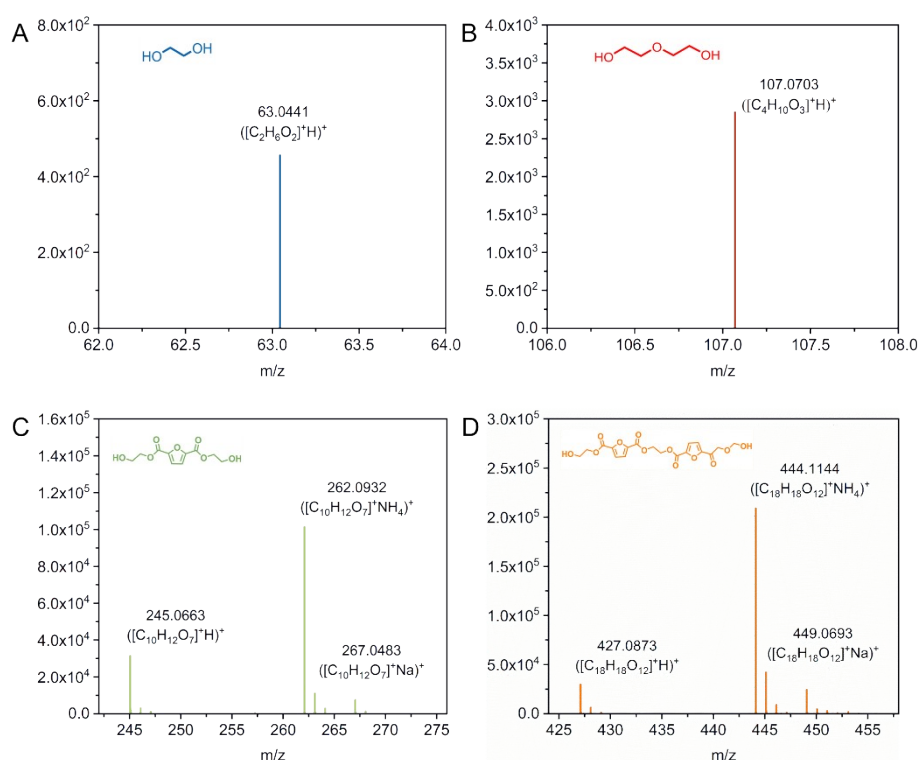 A
8.0x10²
6.0x10²
4.0x10²
2.0x10²
0.0
HO
OH
63.0441
([C₂H₆O₂]⁺H)⁺
62.0
62.5
63.0
63.5
64.0
m/z
B
4.0x10³
3.5x10³
3.0x10³
2.5x10³
2.0x10³
1.5x10³
1.0x10³
5.0x10²
0.0
HO
O
OH
107.0703
([C₄H₁₀O₃]⁺H)⁺
106.0
106.5
107.0
107.5
108.0
m/z
C
1.6x10⁵
1.4x10⁵
1.2x10⁵
1.0x10⁵
8.0x10⁴
6.0x10⁴
4.0x10⁴
2.0x10⁴
0.0
HO
O
O
O
O
O
OH
262.0932
([C₁₀H₁₂O₇]⁺NH₄)⁺
245.0663
([C₁₀H₁₂O₇]⁺H)⁺
267.0483
([C₁₀H₁₂O₇]⁺Na)⁺
245
250
255
260
265
270
275
m/z
D
3.0x10⁵
2.5x10⁵
2.0x10⁵
1.5x10⁵
1.0x10⁵
5.0x10⁴
0.0
HO
O
O
O
O
O
O
O
O
O
O
OH
444.1144
([C₁₈H₁₈O₁₂]⁺NH₄)⁺
427.0873
([C₁₈H₁₈O₁₂]⁺H)⁺
449.0693
([C₁₈H₁₈O₁₂]⁺Na)⁺
425
430
435
440
445
450
455
m/z